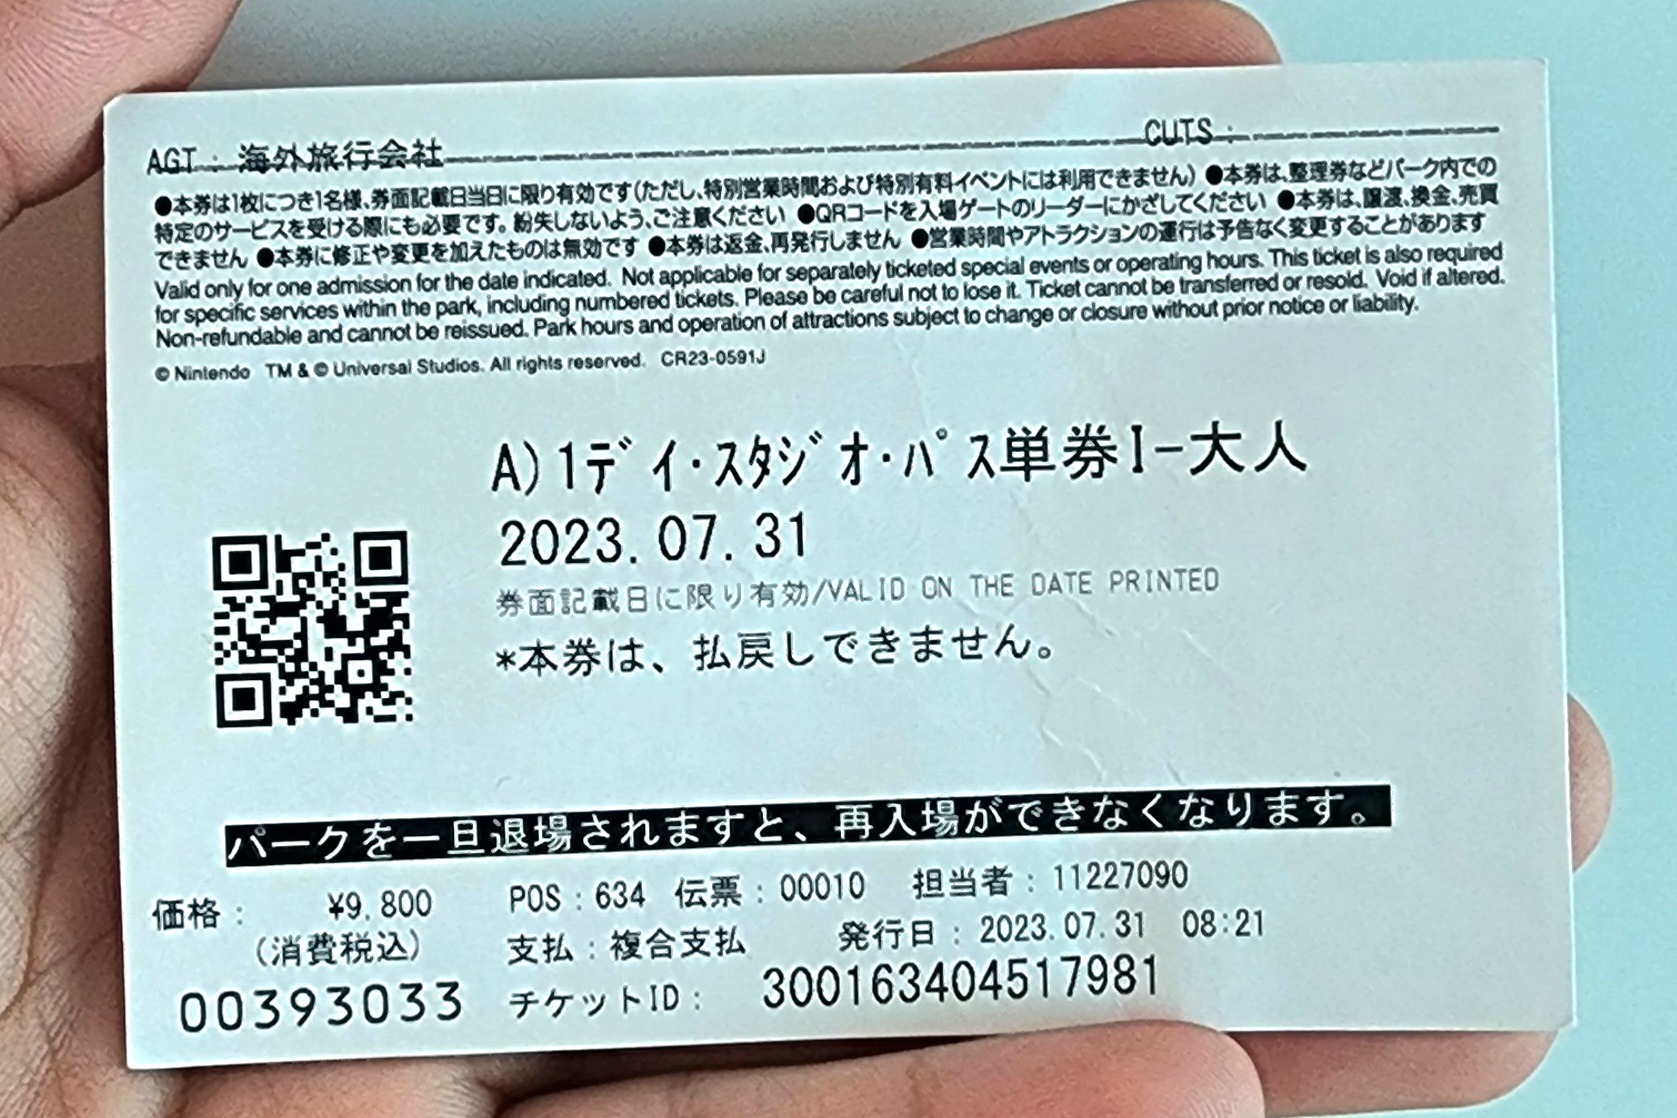 AGT : 海外旅行会社 CUTS :
●本券は1枚につき1名様、券面記載日当日に限り有効です(ただし、特別営業時間および特別有料イベントには利用できません) ●本券は、整理券などパーク内での
特定のサービスを受ける際にも必要です。紛失しないよう、ご注意ください ●QRコードを入場ゲートのリーダーにかざしてください ●本券は、譲渡、換金、売買
できません ●本券に修正や変更を加えたものは無効です ●本券は返金、再発行しません ●営業時間やアトラクションの運行は予告なく変更することがあります
Valid only for one admission for the date indicated. Not applicable for separately ticketed special events or operating hours. This ticket is also required
for specific services within the park, including numbered tickets. Please be careful not to lose it. Ticket cannot be transferred or resold. Void if altered.
Non-refundable and cannot be reissued. Park hours and operation of attractions subject to change or closure without prior notice or liability.
© Nintendo TM & © Universal Studios. All rights reserved. CR23-0591J
A)1ﾃﾞｲ・ｽﾀｼﾞｵ・ﾊﾟｽ単券I-大人
2023.07.31
券面記載日に限り有効/VALID ON THE DATE PRINTED
*本券は、払戻しできません。
パークを一旦退場されますと、再入場ができなくなります。
価格 : ¥9,800 POS : 634 伝票 : 00010 担当者 : 11227090
(消費税込) 支払 : 複合支払 発行日 : 2023.07.31 08:21
00393033 チケットID : 300163404517981